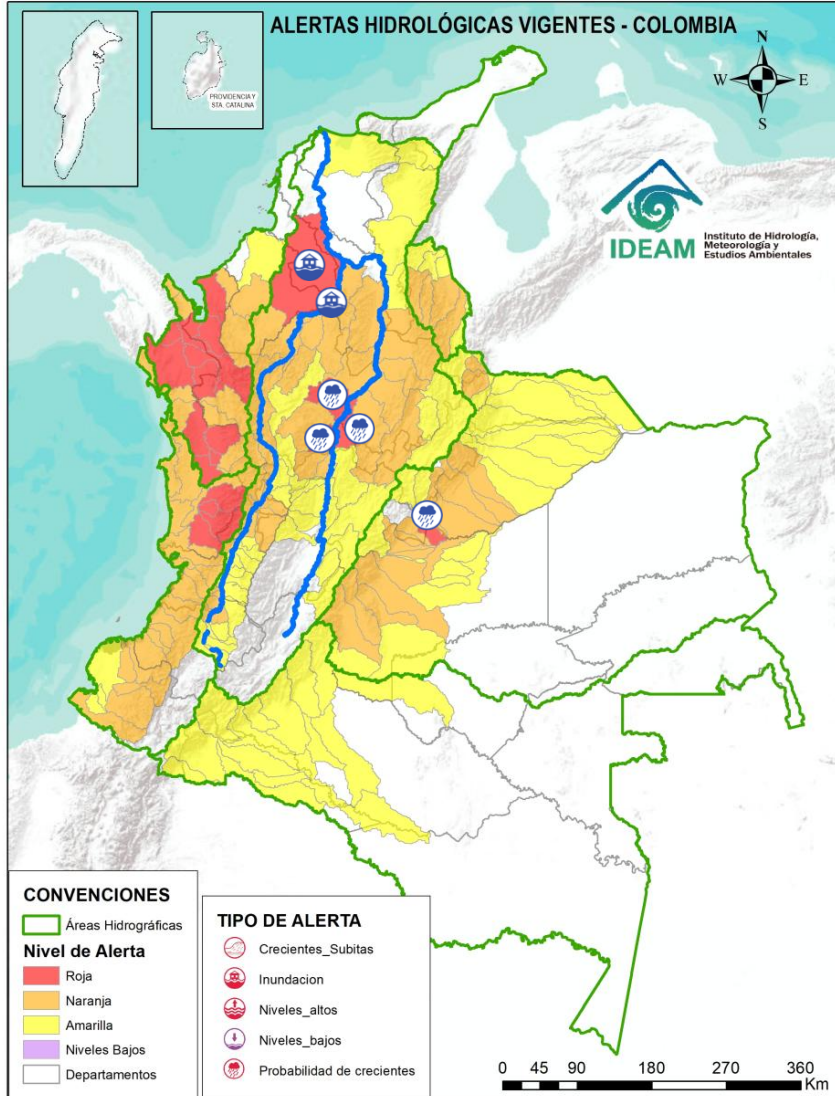 ALERTAS HIDROLÓGICAS VIGENTES - COLOMBIA
PROVIDENCIA Y
STA. CATALINA
N
W
E
S
IDEAM
Instituto de Hidrología,
Meteorología y
Estudios Ambientales
CONVENCIONES
Áreas Hidrográficas
Nivel de Alerta
Roja
Naranja
Amarilla
Niveles Bajos
Departamentos
TIPO DE ALERTA
Crecientes_Subitas
Inundacion
Niveles_altos
Niveles_bajos
Probabilidad de crecientes
0 45 90 180 270 360
Km